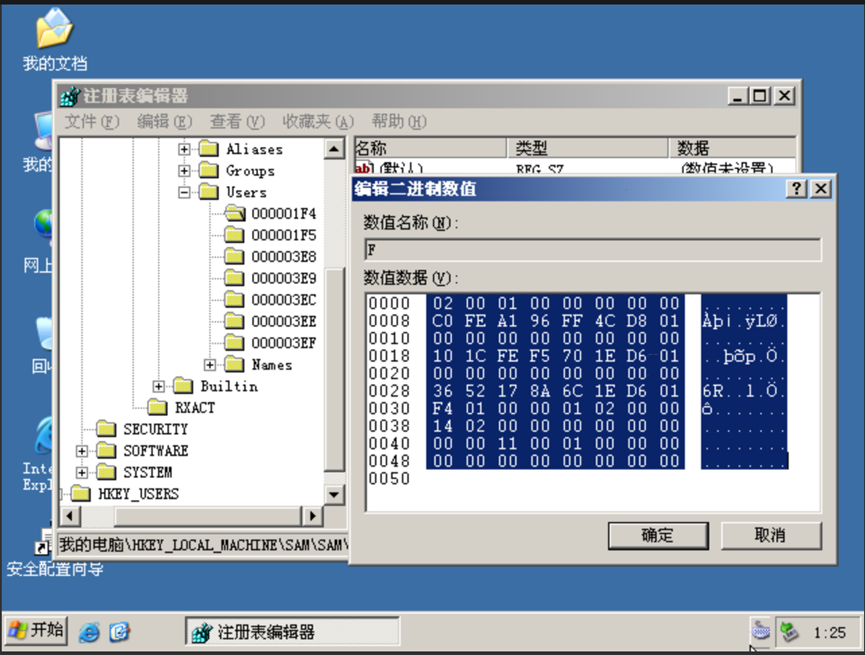 我的文档
注册表编辑器
文件(F) 编辑(E) 查看(V) 收藏夹(A) 帮助(H)
我的
网上
回
Inte
Expl
安全配置向导
Aliases
Groups
Users
000001F4
000001F5
000003E8
000003E9
000003EC
000003EE
000003EF
Names
Builtin
RXACT
SECURITY
SOFTWARE
SYSTEM
HKEY_USERS
我的电脑\HKEY_LOCAL_MACHINE\SAM\SAM\
名称 类型 数据
ab (默认) REG_SZ (数值未设置)
编辑二进制数值
数值名称(N):
F
数值数据(V):
0000 02 00 01 00 00 00 00 00 ........
0008 C0 FE A1 96 FF 4C D8 01 Àþ¡.ÿLØ.
0010 00 00 00 00 00 00 00 00 ........
0018 10 1C FE F5 70 1E D6 01 ..þõp.Ö.
0020 00 00 00 00 00 00 00 00 ........
0028 36 52 17 8A 6C 1E D6 01 6R..l.Ö.
0030 F4 01 00 00 01 02 00 00 ô.......
0038 14 02 00 00 00 00 00 00 ........
0040 00 00 11 00 01 00 00 00 ........
0048 00 00 00 00 00 00 00 00 ........
0050
确定 取消
开始 注册表编辑器 1:25